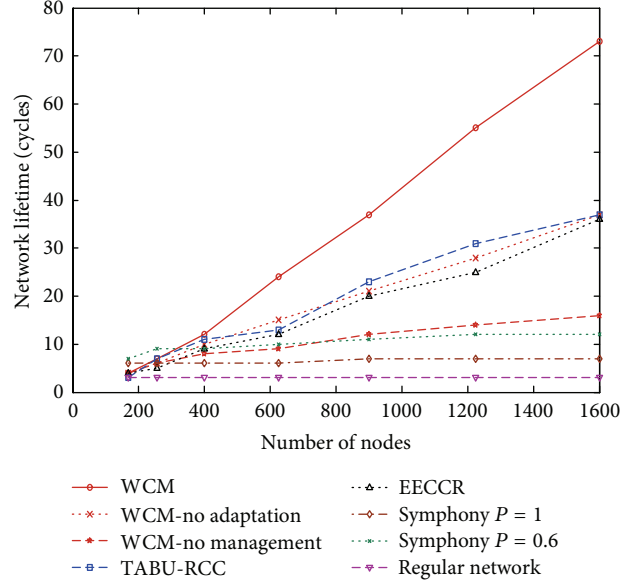 80
70
60
50
40
30
20
10
0
Network lifetime (cycles)
0 200 400 600 800 1000 1200 1400 1600
Number of nodes
WCM
WCM-no adaptation
WCM-no management
TABU-RCC
EECCR
Symphony P = 1
Symphony P = 0.6
Regular network